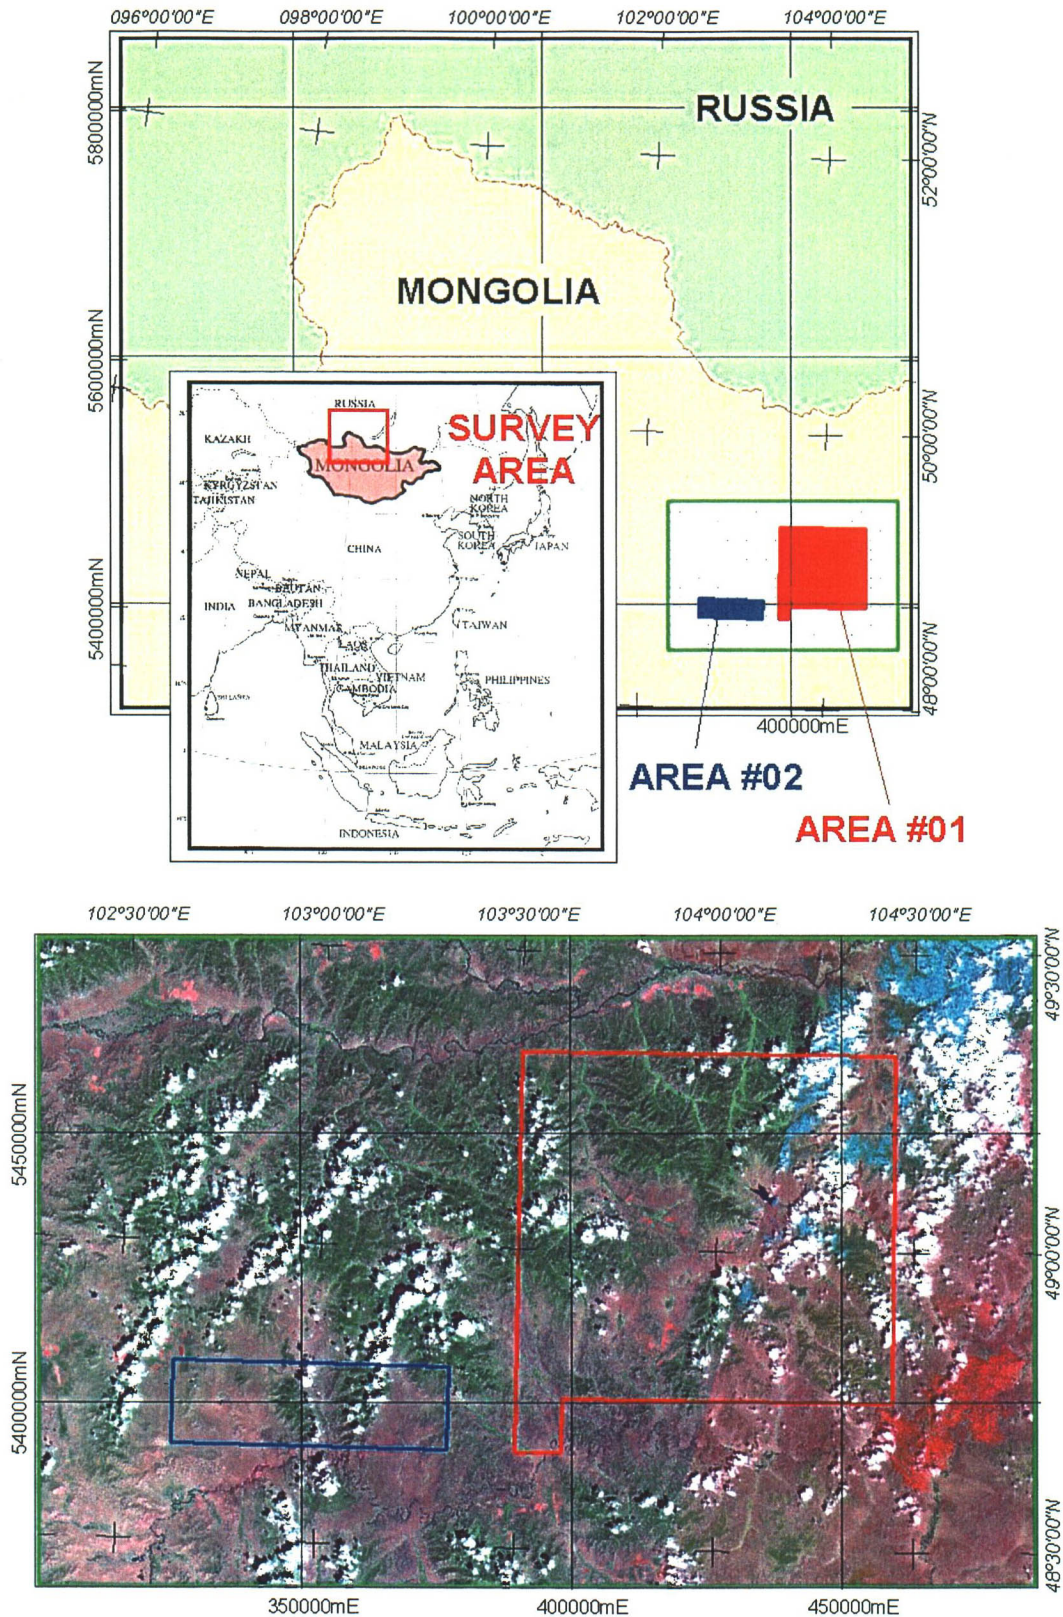 096°00'00"E 098°00'00"E 100°00'00"E 102°00'00"E 104°00'00"E
5800000mN
5600000mN
5400000mN
52°00'00"N
50°00'00"N
48°00'00"N
RUSSIA
MONGOLIA
400000mE
AREA #02
AREA #01
SURVEY
AREA
RUSSIA
KAZAKH
MONGOLIA
KYRGYZSTAN
TAJIKISTAN
NORTH
KOREA
SOUTH
KOREA
JAPAN
CHINA
NEPAL
BHUTAN
INDIA
BANGLADESH
MYANMAR
TAIWAN
LAOS
THAILAND
VIETNAM
CAMBODIA
PHILIPPINES
SRI LANKA
MALAYSIA
INDONESIA
102°30'00"E 103°00'00"E 103°30'00"E 104°00'00"E 104°30'00"E
5450000mN
5400000mN
49°30'00"N
49°00'00"N
48°30'00"N
350000mE 400000mE 450000mE